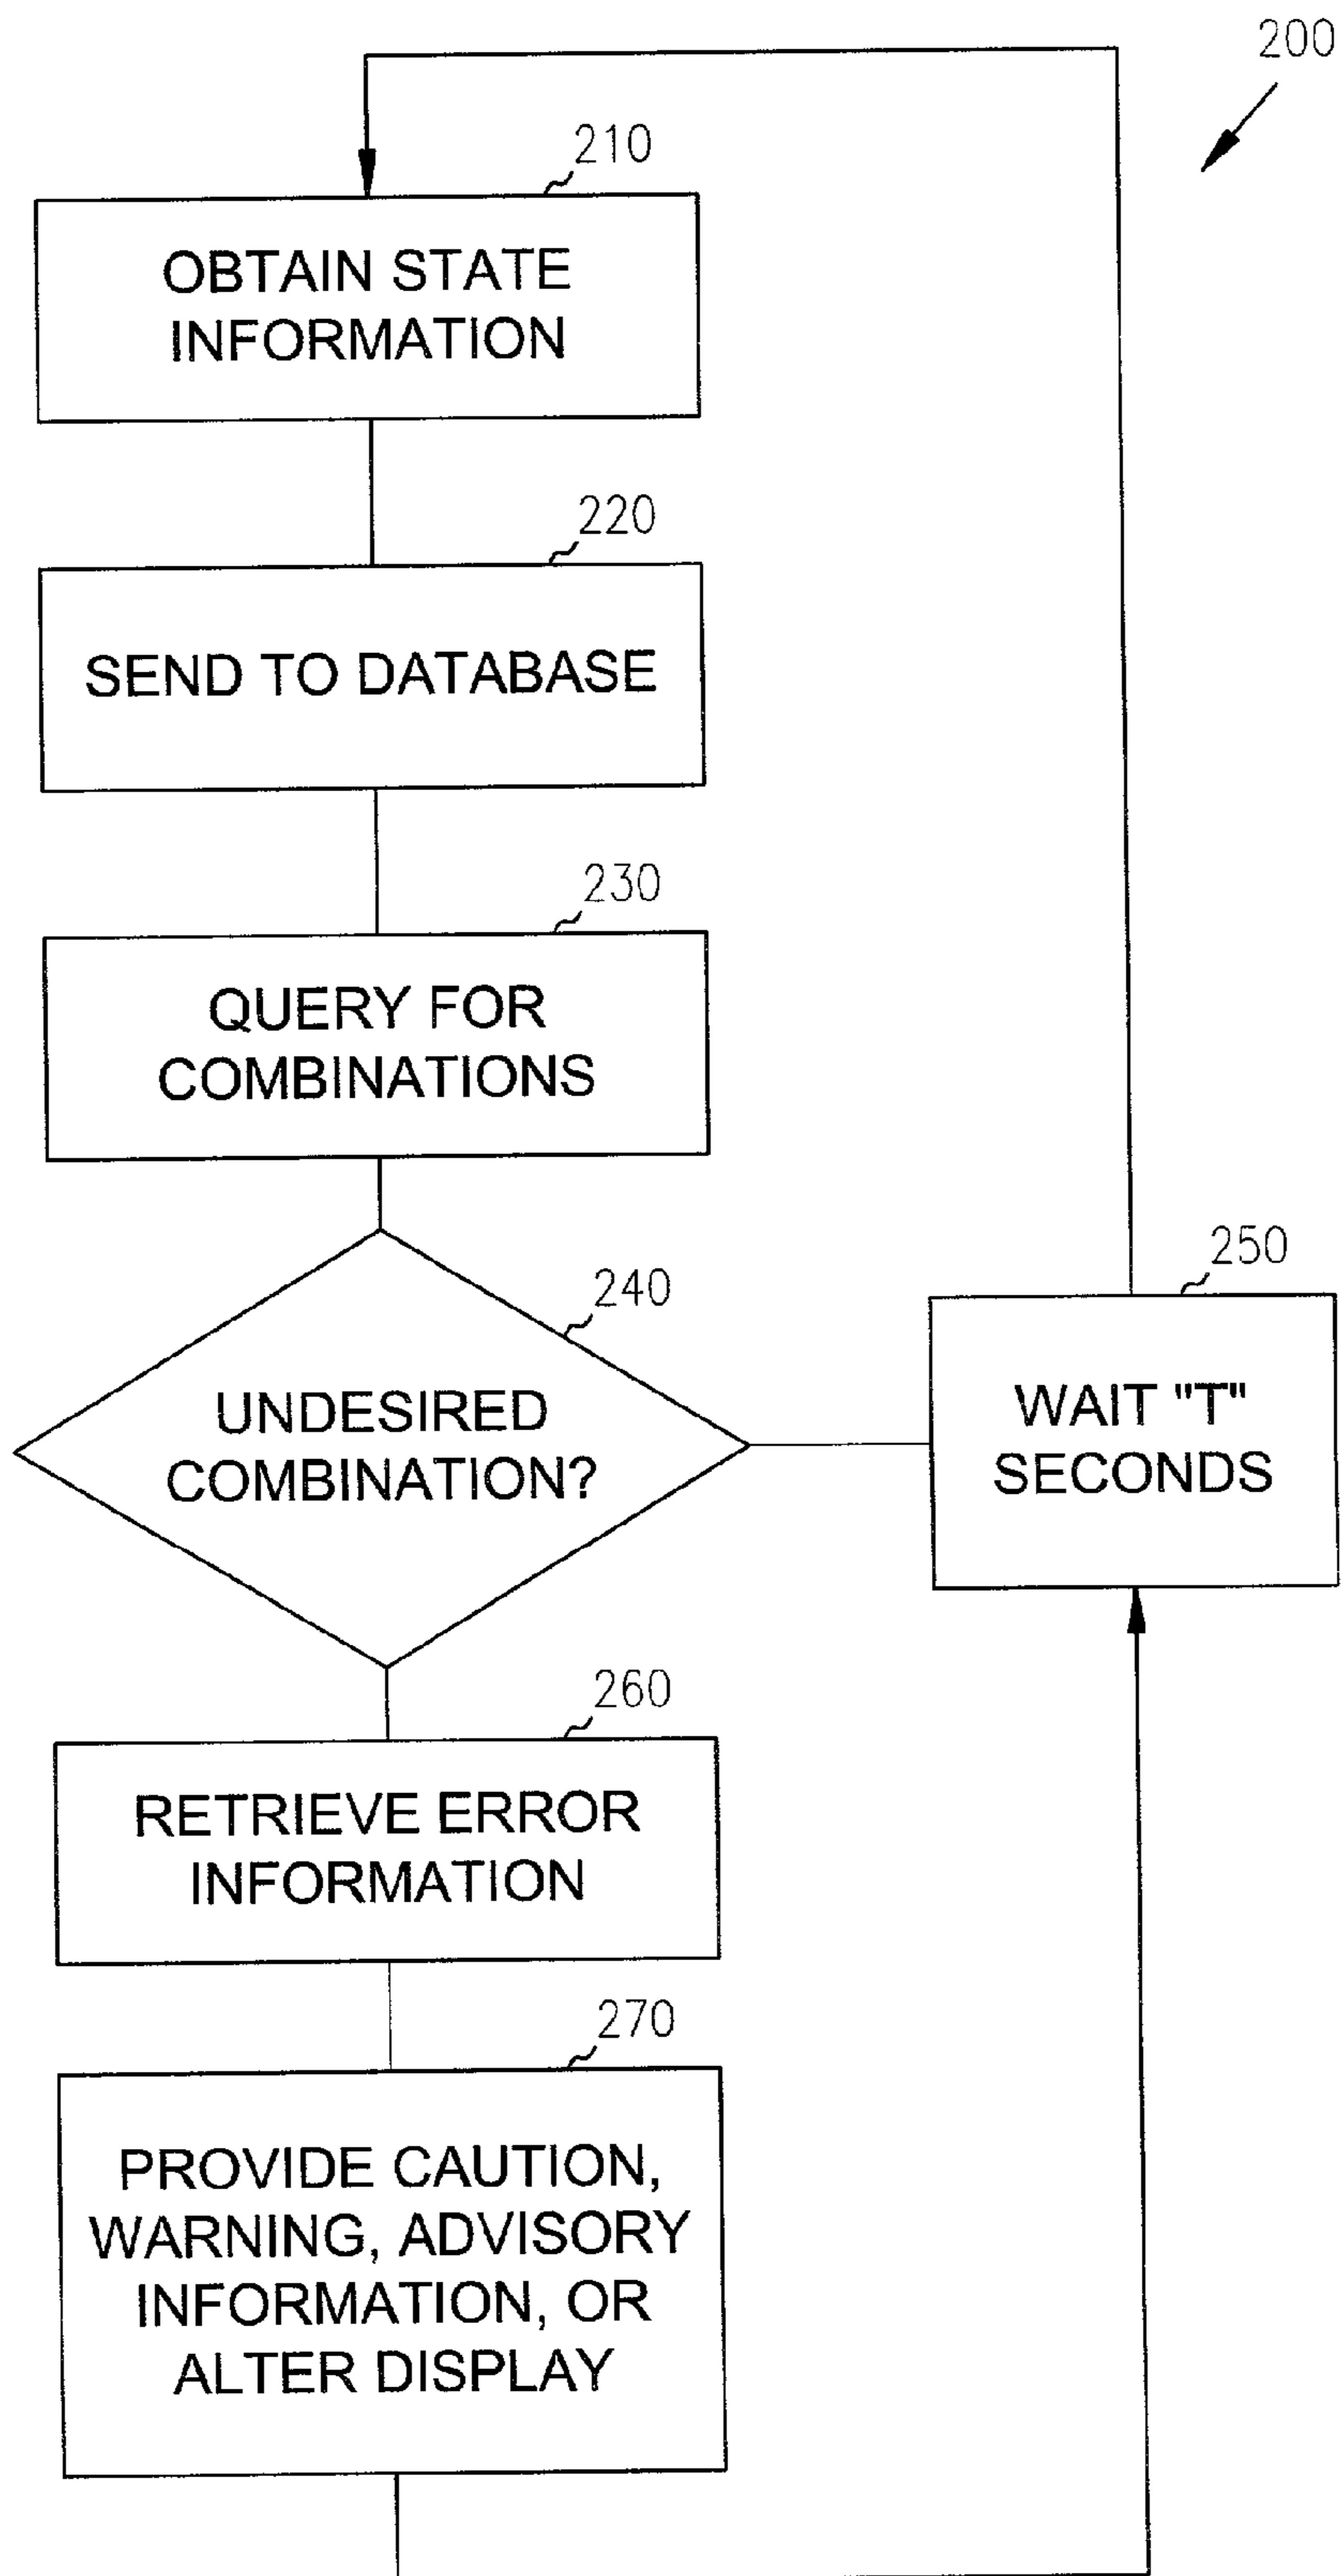 200
210
OBTAIN STATE
INFORMATION
220
SEND TO DATABASE
230
QUERY FOR
COMBINATIONS
240
UNDESIRED
COMBINATION?
250
WAIT "T"
SECONDS
260
RETRIEVE ERROR
INFORMATION
270
PROVIDE CAUTION,
WARNING, ADVISORY
INFORMATION, OR
ALTER DISPLAY